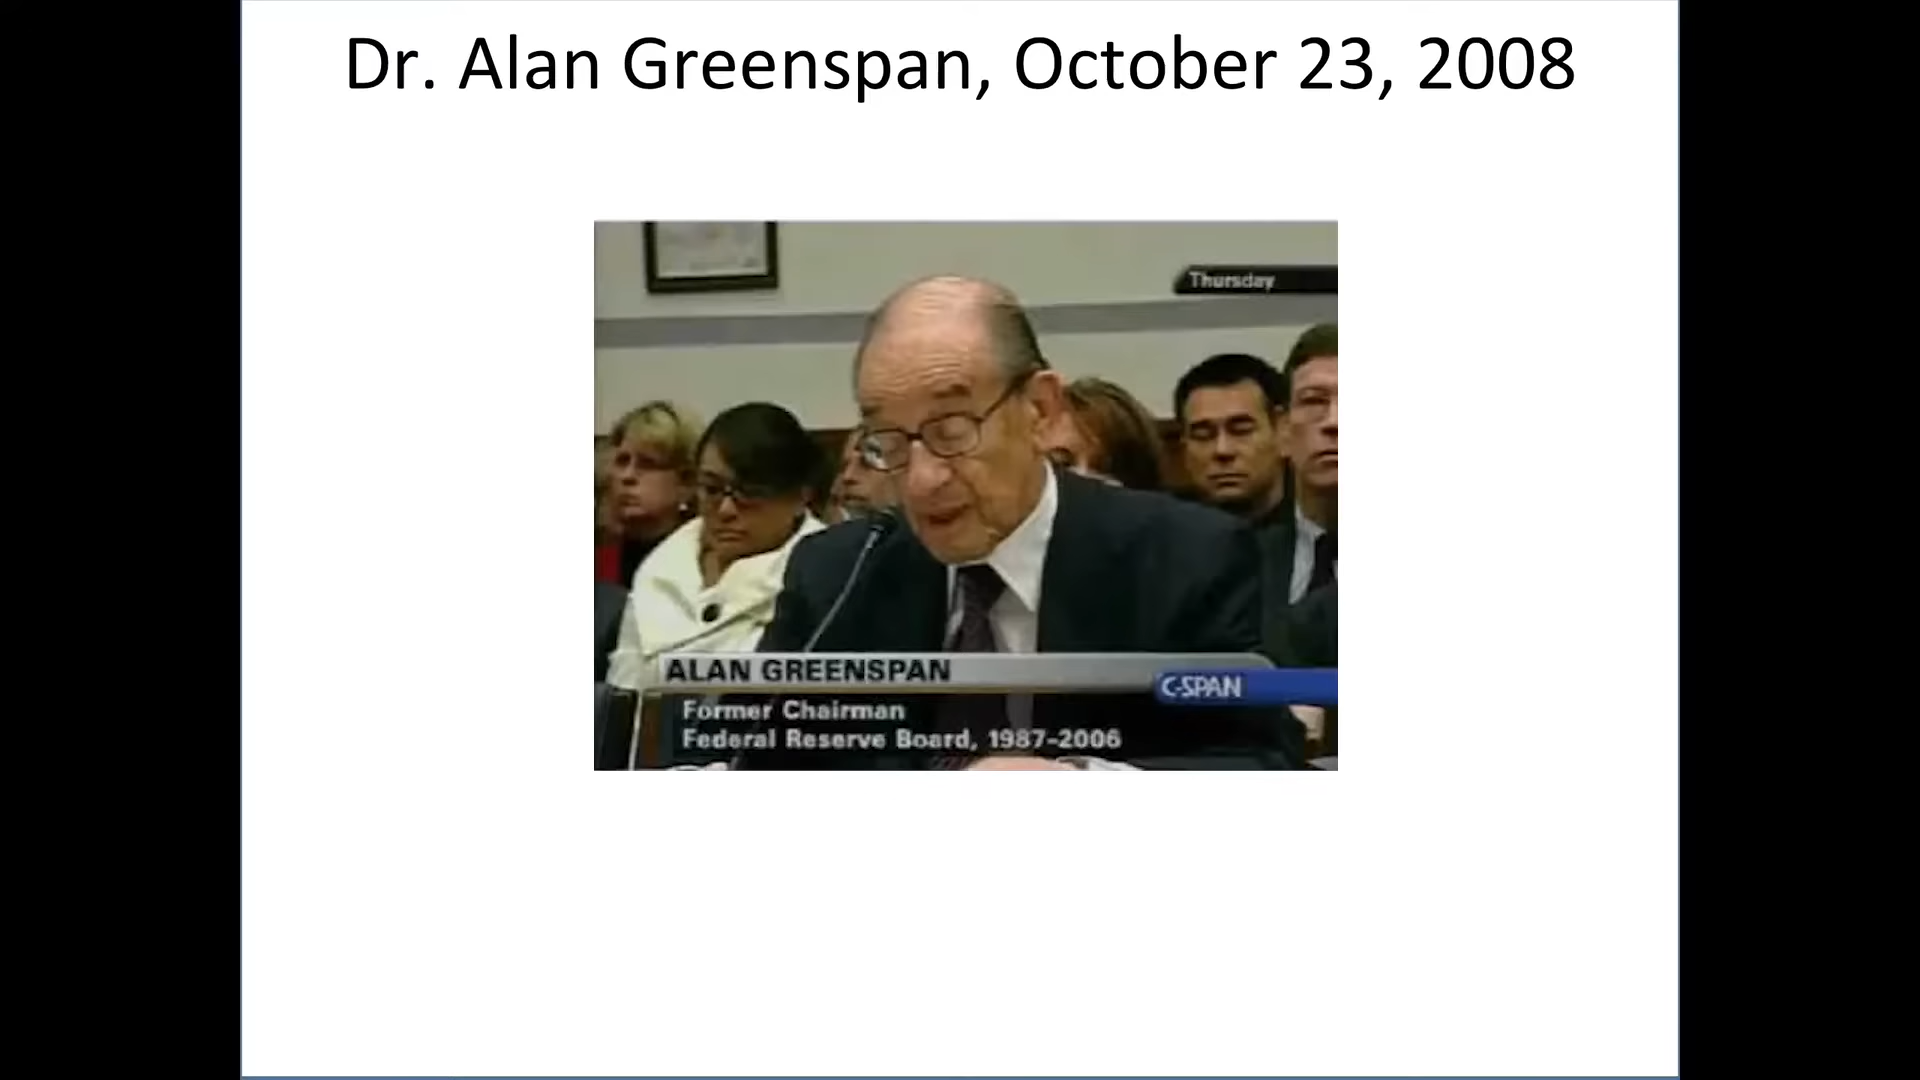 Dr. Alan Greenspan, October 23, 2008
Thursday
ALAN GREENSPAN
C-SPAN
Former Chairman
Federal Reserve Board, 1987-2006